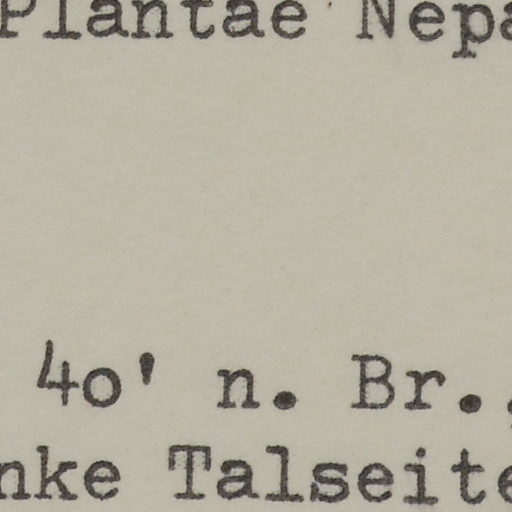 Plantae Nepa
40' n. Br.,
nke Talseite